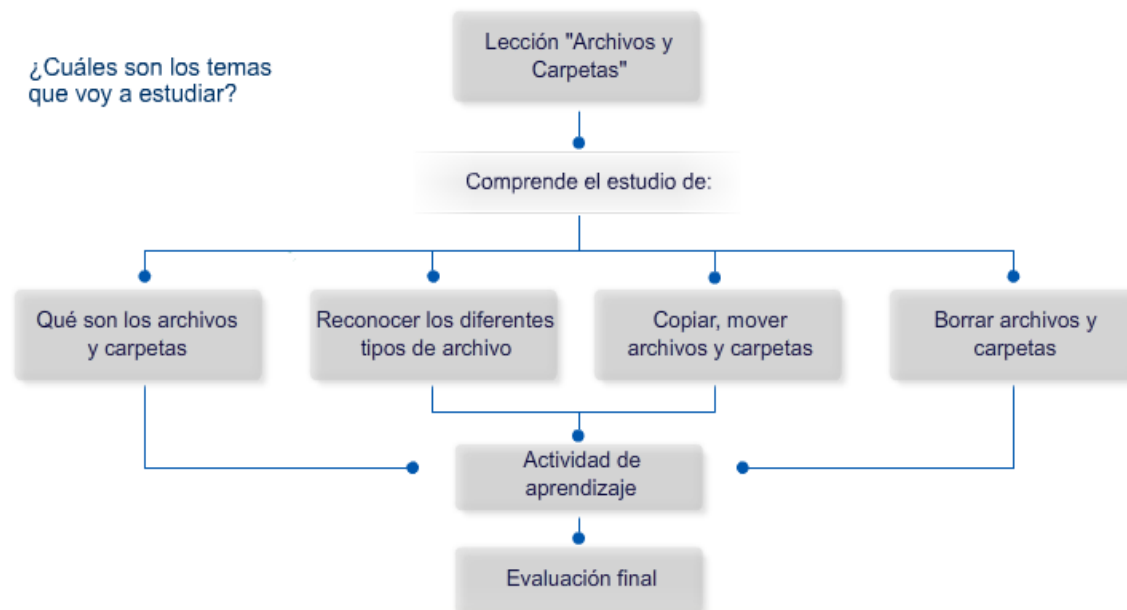 ¿Cuáles son los temas
que voy a estudiar?
Lección "Archivos y
Carpetas"
Comprende el estudio de:
Qué son los archivos
y carpetas
Reconocer los diferentes
tipos de archivo
Copiar, mover
archivos y carpetas
Borrar archivos y
carpetas
Actividad de
aprendizaje
Evaluación final